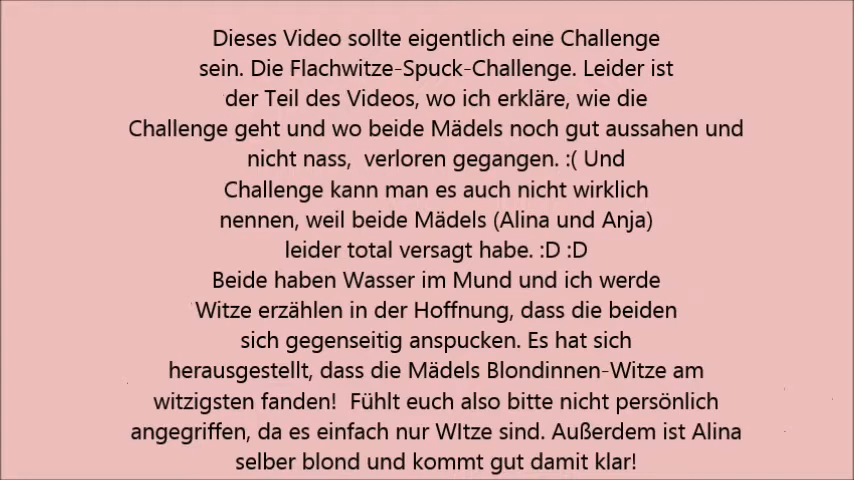 Dieses Video sollte eigentlich eine Challenge
sein. Die Flachwitze-Spuck-Challenge. Leider ist
der Teil des Videos, wo ich erkläre, wie die
Challenge geht und wo beide Mädels noch gut aussahen und
nicht nass,  verloren gegangen. :( Und
Challenge kann man es auch nicht wirklich
nennen, weil beide Mädels (Alina und Anja)
leider total versagt habe. :D :D
Beide haben Wasser im Mund und ich werde
Witze erzählen in der Hoffnung, dass die beiden
sich gegenseitig anspucken. Es hat sich
herausgestellt, dass die Mädels Blondinnen-Witze am
witzigsten fanden!  Fühlt euch also bitte nicht persönlich
angegriffen, da es einfach nur WItze sind. Außerdem ist Alina
selber blond und kommt gut damit klar!